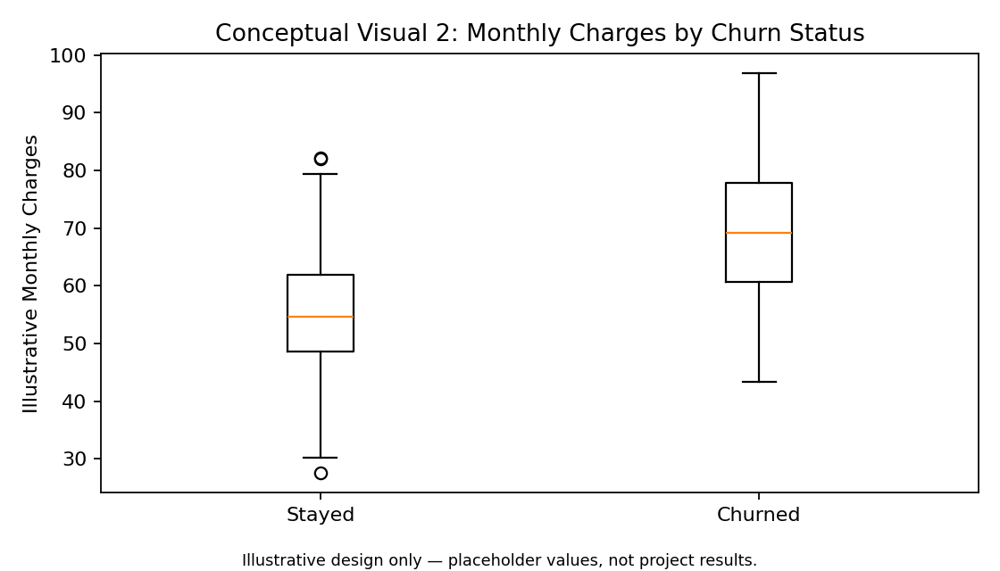 Conceptual Visual 2: Monthly Charges by Churn Status
Illustrative Monthly Charges
100
90
80
70
60
50
40
30
Stayed
Churned
Illustrative design only — placeholder values, not project results.